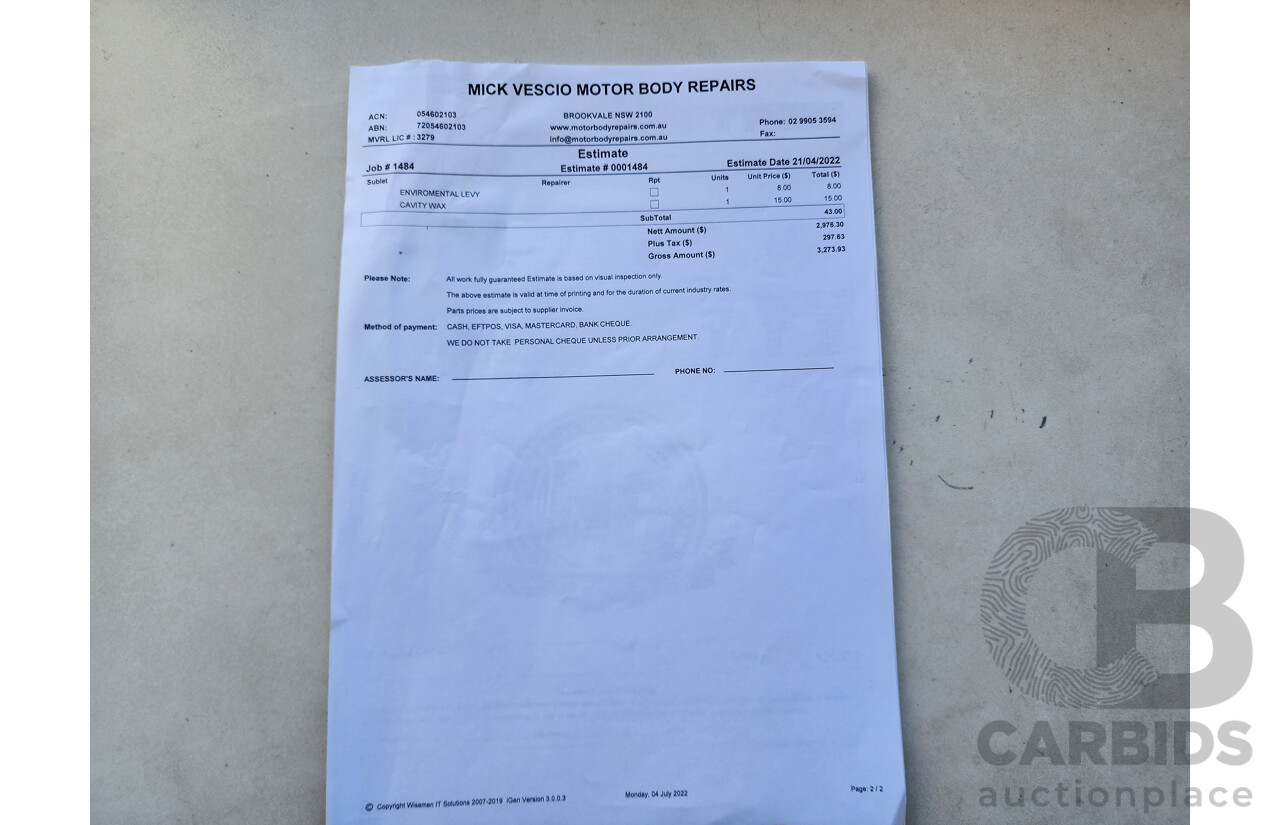 MICK VESCIO MOTOR BODY REPAIRS
ACN: 054602103 BROOKVALE NSW 2100
ABN: 72054602103 www.motorbodyrepairs.com.au Phone: 02 9905 3594
MVRL LIC # : 3279 info@motorbodyrepairs.com.au Fax:
Estimate
Job # 1484 Estimate # 0001484 Estimate Date 21/04/2022
Sublet Repairer Rpt Units Unit Price ($) Total ($)
ENVIROMENTAL LEVY 1 8.00 8.00
CAVITY WAX 1 15.00 15.00
SubTotal 43.00
Nett Amount ($) 2,976.30
Plus Tax ($) 297.63
Gross Amount ($) 3,273.93
Please Note: All work fully guaranteed Estimate is based on visual inspection only.
The above estimate is valid at time of printing and for the duration of current industry rates.
Parts prices are subject to supplier invoice.
Method of payment: CASH, EFTPOS, VISA, MASTERCARD, BANK CHEQUE.
WE DO NOT TAKE PERSONAL CHEQUE UNLESS PRIOR ARRANGEMENT
ASSESSOR'S NAME: PHONE NO:
© Copyright Wisemen IT Solutions 2007-2019 iGen Version 3.0.0.3 Monday, 04 July 2022 Page: 2 / 2
CB
CARBIDS
auctionplace